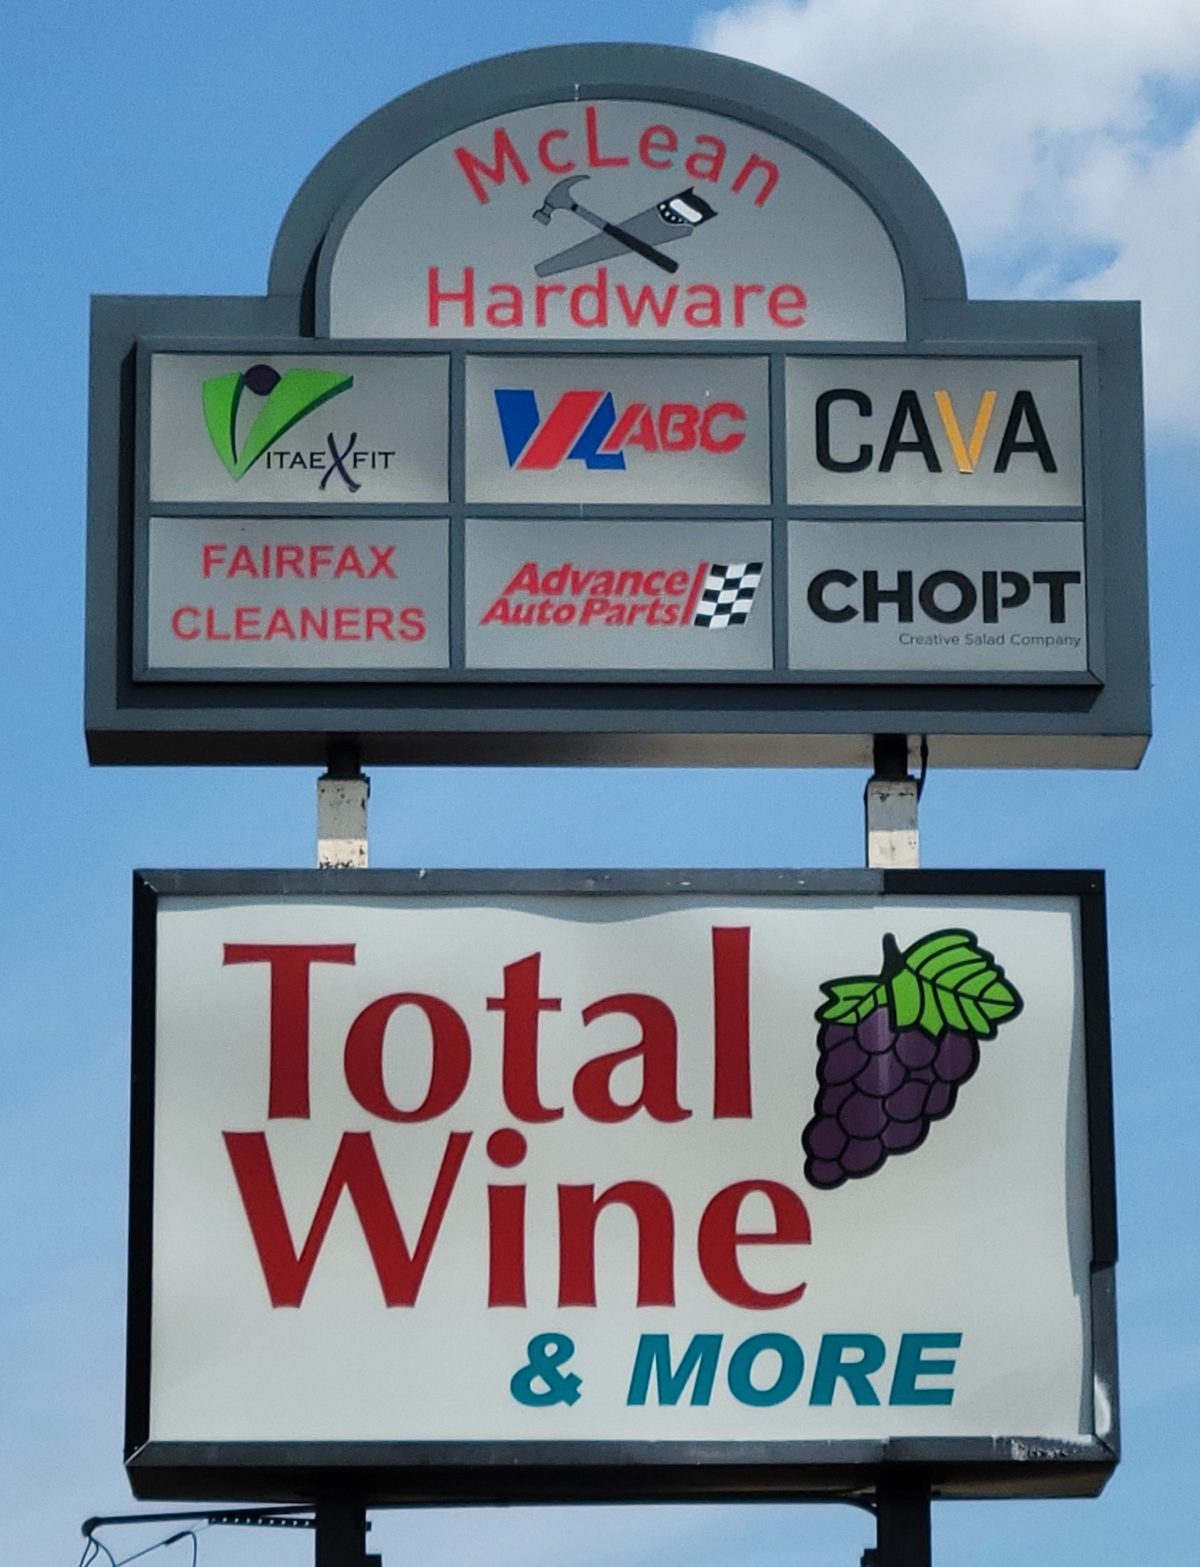 McLean
Hardware
VITAEXFIT
VA ABC
CAVA
FAIRFAX
CLEANERS
Advance
Auto Parts
CHOPT
Creative Salad Company
Total
Wine
& MORE